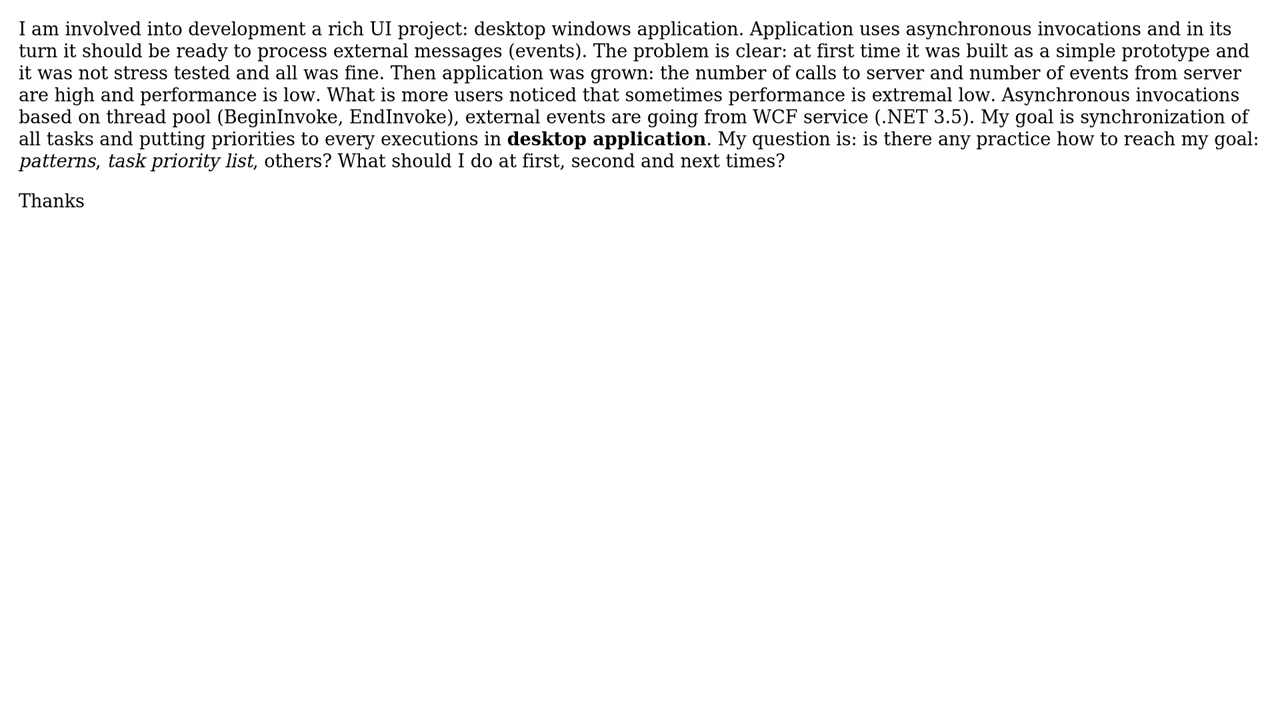 I am involved into development a rich UI project: desktop windows application. Application uses asynchronous invocations and in its
turn it should be ready to process external messages (events). The problem is clear: at first time it was built as a simple prototype and
it was not stress tested and all was fine. Then application was grown: the number of calls to server and number of events from server
are high and performance is low. What is more users noticed that sometimes performance is extremal low. Asynchronous invocations
based on thread pool (BeginInvoke, EndInvoke), external events are going from WCF service (.NET 3.5). My goal is synchronization of
all tasks and putting priorities to every executions in desktop application. My question is: is there any practice how to reach my goal:
patterns, task priority list, others? What should I do at first, second and next times?
Thanks